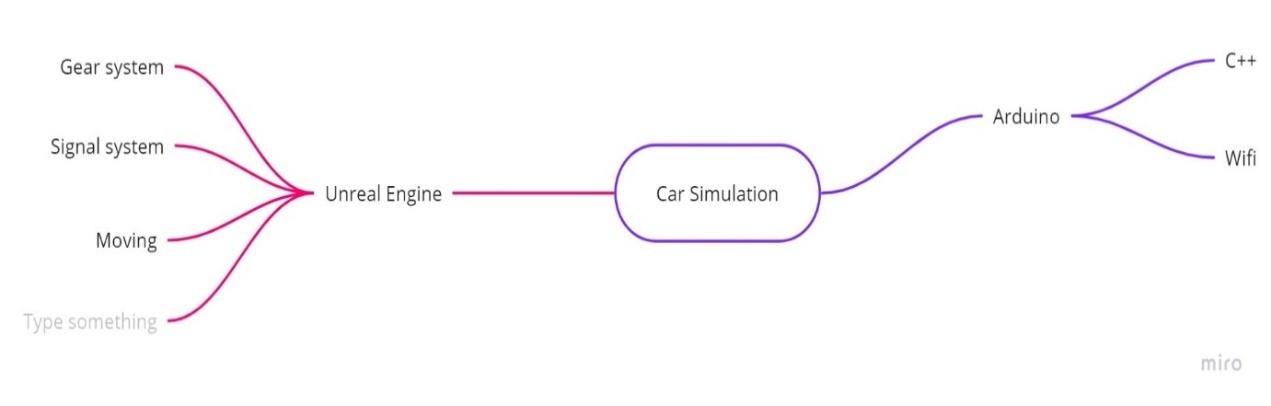 Gear system
Signal system
Moving
Type something
Unreal Engine
Car Simulation
Arduino
C++
Wifi
miro